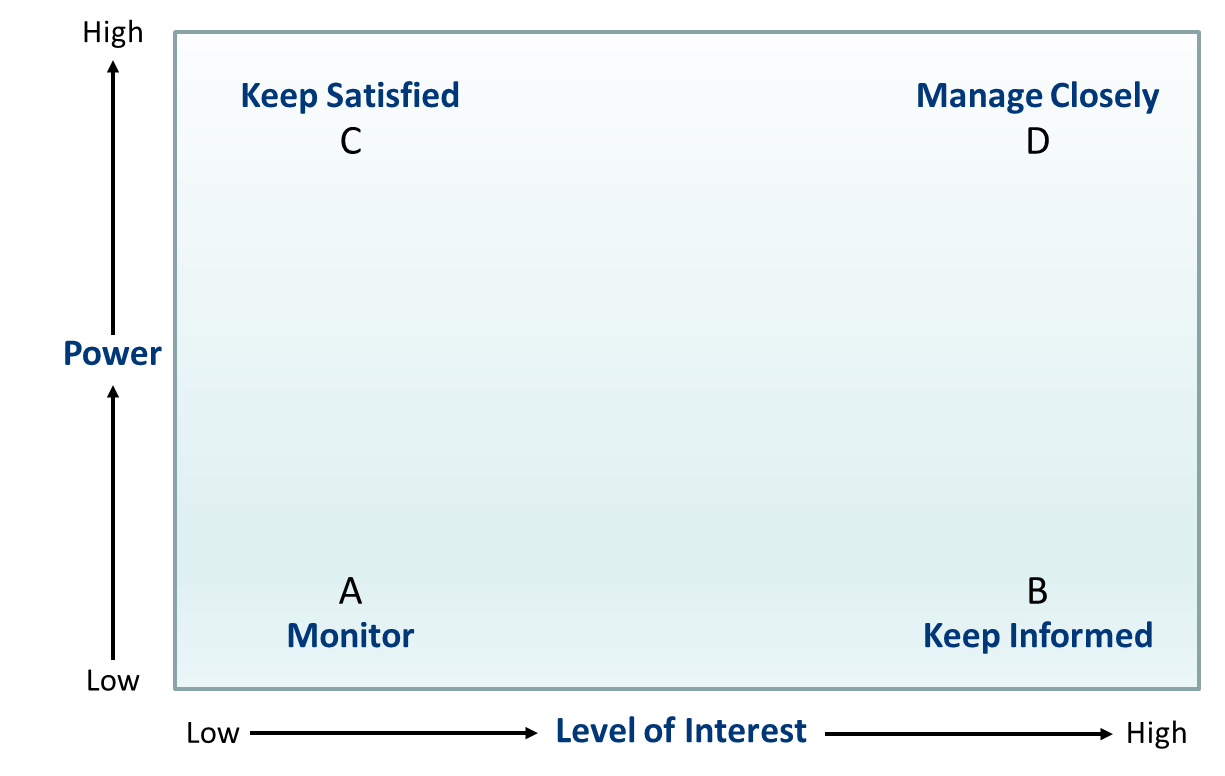 High
Keep Satisfied
C
Manage Closely
D
Power
A
Monitor
B
Keep Informed
Low
Low
Level of Interest
High